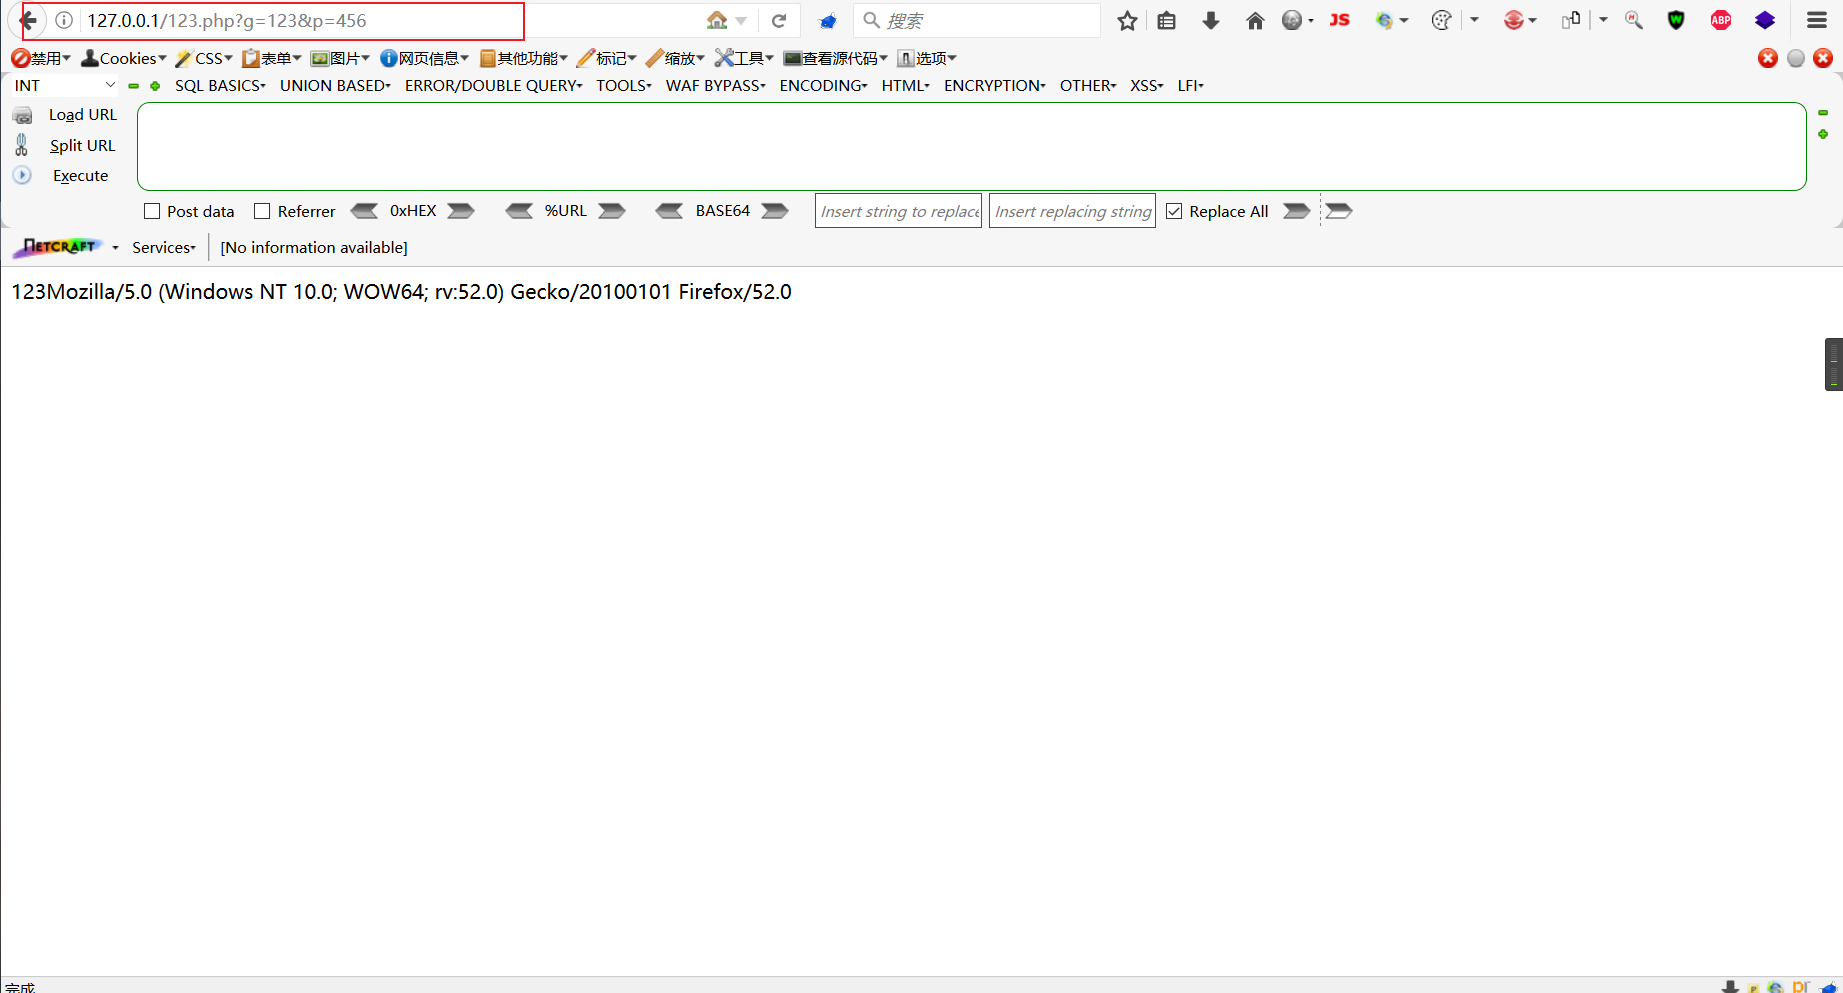 127.0.0.1/123.php?g=123&p=456 搜索 JS ABP
禁用 Cookies CSS 表单 图片 网页信息 其他功能 标记 缩放 工具 查看源代码 选项
INT SQL BASICS UNION BASED ERROR/DOUBLE QUERY TOOLS WAF BYPASS ENCODING HTML ENCRYPTION OTHER XSS LFI
Load URL
Split URL
Execute
Post data Referrer 0xHEX %URL BASE64 Insert string to replace Insert replacing string Replace All
NETCRAFT Services [No information available]
123Mozilla/5.0 (Windows NT 10.0; WOW64; rv:52.0) Gecko/20100101 Firefox/52.0
完成